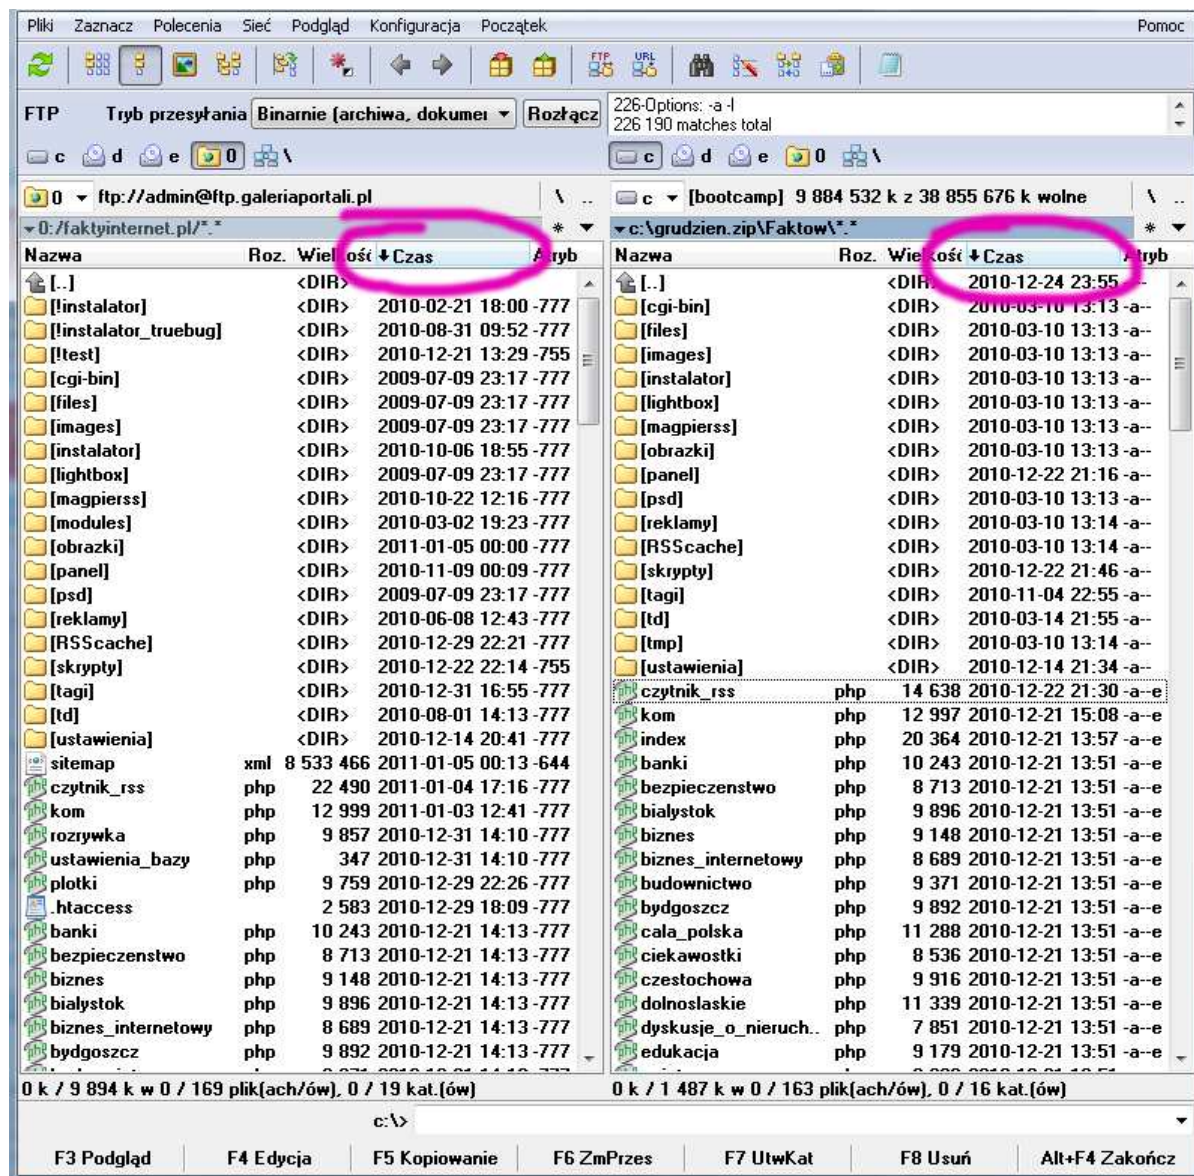 Pliki Zaznacz Polecenia Sieć Podgląd Konfiguracja Początek Pomoc
FTP URL
FTP Tryb przesyłania Binarnie (archiwa, dokumei Rozłącz
226-Options: -a -l
226 190 matches total
c d e 0 \
c d e 0 \
0 ftp://admin@ftp.galeriaportali.pl \ ..
c [bootcamp] 9 884 532 k z 38 855 676 k wolne \ ..
0:/faktyinternet.pl/*.* *
c:\grudzien.zip\Faktow\*.* *
Nazwa Roz. Wielkość Czas Atryb
[..] <DIR>
[!instalator] <DIR> 2010-02-21 18:00 -777
[!instalator_truebug] <DIR> 2010-08-31 09:52 -777
[!test] <DIR> 2010-12-21 13:29 -755
[cgi-bin] <DIR> 2009-07-09 23:17 -777
[files] <DIR> 2009-07-09 23:17 -777
[images] <DIR> 2009-07-09 23:17 -777
[instalator] <DIR> 2010-10-06 18:55 -777
[lightbox] <DIR> 2009-07-09 23:17 -777
[magpierss] <DIR> 2010-10-22 12:16 -777
[modules] <DIR> 2010-03-02 19:23 -777
[obrazki] <DIR> 2011-01-05 00:00 -777
[panel] <DIR> 2010-11-09 00:09 -777
[psd] <DIR> 2009-07-09 23:17 -777
[reklamy] <DIR> 2010-06-08 12:43 -777
[RSScache] <DIR> 2010-12-29 22:21 -777
[skrypty] <DIR> 2010-12-22 22:14 -755
[tagi] <DIR> 2010-12-31 16:55 -777
[td] <DIR> 2010-08-01 14:13 -777
[ustawienia] <DIR> 2010-12-14 20:41 -777
sitemap xml 8 533 466 2011-01-05 00:13 -644
czytnik_rss php 22 490 2011-01-04 17:16 -777
kom php 12 999 2011-01-03 12:41 -777
rozrywka php 9 857 2010-12-31 14:10 -777
ustawienia_bazy php 347 2010-12-31 14:10 -777
plotki php 9 759 2010-12-29 22:26 -777
.htaccess 2 583 2010-12-29 18:09 -777
banki php 10 243 2010-12-21 14:13 -777
bezpieczenstwo php 8 713 2010-12-21 14:13 -777
biznes php 9 148 2010-12-21 14:13 -777
bialystok php 9 896 2010-12-21 14:13 -777
biznes_internetowy php 8 689 2010-12-21 14:13 -777
bydgoszcz php 9 892 2010-12-21 14:13 -777
0 k / 9 894 k w 0 / 169 plik(ach/ów), 0 / 19 kat.(ów)
Nazwa Roz. Wielkość Czas Atryb
[..] <DIR> 2010-12-24 23:55 ----
[cgi-bin] <DIR> 2010-03-10 13:13 -a--
[files] <DIR> 2010-03-10 13:13 -a--
[images] <DIR> 2010-03-10 13:13 -a--
[instalator] <DIR> 2010-03-10 13:13 -a--
[lightbox] <DIR> 2010-03-10 13:13 -a--
[magpierss] <DIR> 2010-03-10 13:13 -a--
[obrazki] <DIR> 2010-03-10 13:13 -a--
[panel] <DIR> 2010-12-22 21:16 -a--
[psd] <DIR> 2010-03-10 13:13 -a--
[reklamy] <DIR> 2010-03-10 13:14 -a--
[RSScache] <DIR> 2010-03-10 13:14 -a--
[skrypty] <DIR> 2010-12-22 21:46 -a--
[tagi] <DIR> 2010-11-04 22:55 -a--
[td] <DIR> 2010-03-14 21:55 -a--
[tmp] <DIR> 2010-03-10 13:14 -a--
[ustawienia] <DIR> 2010-12-14 21:34 -a--
czytnik_rss php 14 638 2010-12-22 21:30 -a--e
kom php 12 997 2010-12-21 15:08 -a--e
index php 20 364 2010-12-21 13:57 -a--e
banki php 10 243 2010-12-21 13:51 -a--e
bezpieczenstwo php 8 713 2010-12-21 13:51 -a--e
bialystok php 9 896 2010-12-21 13:51 -a--e
biznes php 9 148 2010-12-21 13:51 -a--e
biznes_internetowy php 8 689 2010-12-21 13:51 -a--e
budownictwo php 9 371 2010-12-21 13:51 -a--e
bydgoszcz php 9 892 2010-12-21 13:51 -a--e
cala_polska php 11 288 2010-12-21 13:51 -a--e
ciekawostki php 8 536 2010-12-21 13:51 -a--e
czestochowa php 9 916 2010-12-21 13:51 -a--e
dolnoslaskie php 11 339 2010-12-21 13:51 -a--e
dyskusje_o_nieruch.. php 7 851 2010-12-21 13:51 -a--e
edukacja php 9 179 2010-12-21 13:51 -a--e
0 k / 1 487 k w 0 / 163 plik(ach/ów), 0 / 16 kat.(ów)
c:\>
F3 Podgląd F4 Edycja F5 Kopiowanie F6 ZmPrzes F7 UtwKat F8 Usuń Alt+F4 Zakończ